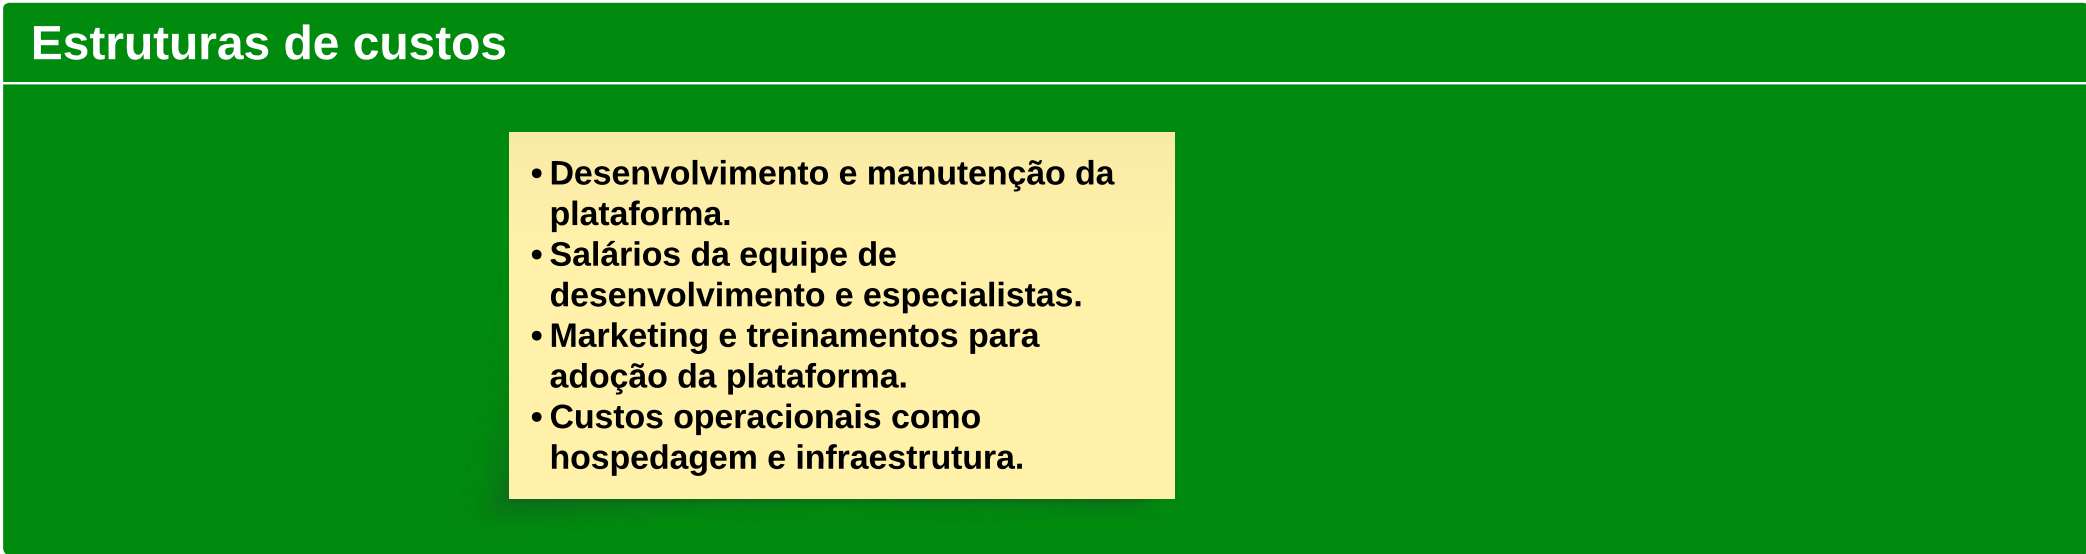 Estruturas de custos
• Desenvolvimento e manutenção da
plataforma.
• Salários da equipe de
desenvolvimento e especialistas.
• Marketing e treinamentos para
adoção da plataforma.
• Custos operacionais como
hospedagem e infraestrutura.